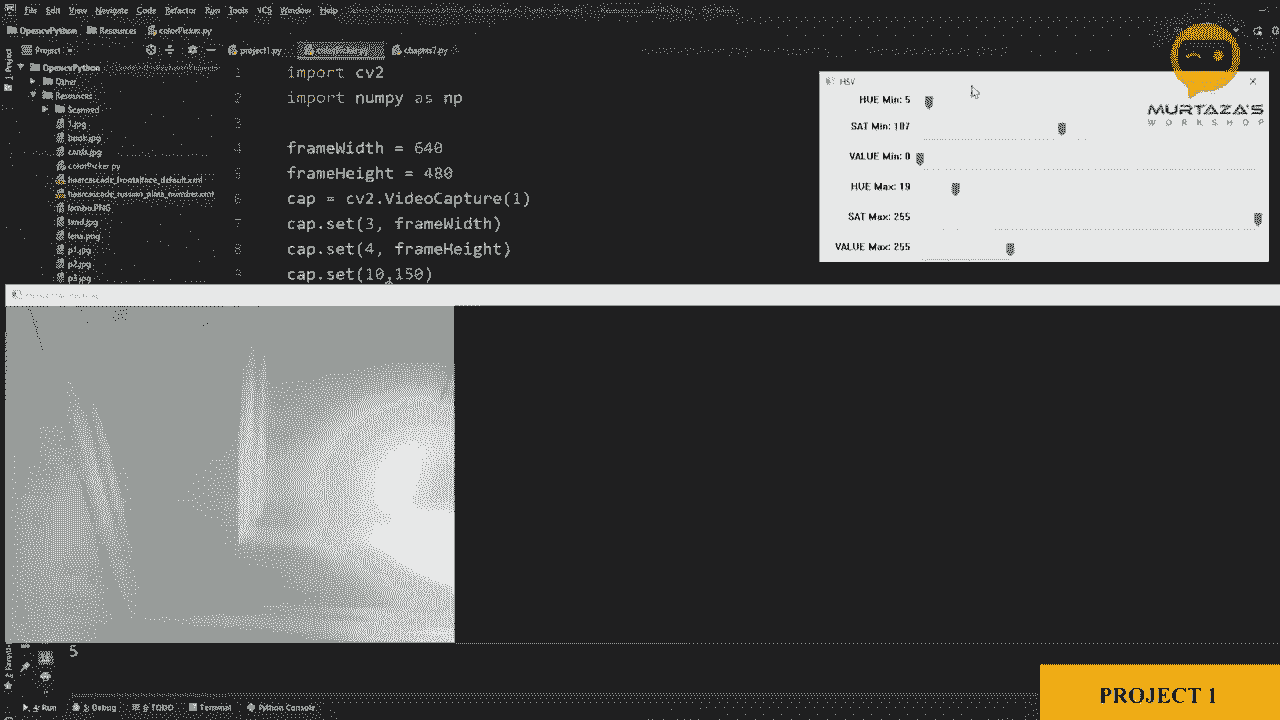 File Edit View Navigate Code Refactor Run Tools VCS Window Help
OpencvPython Resources colorPicker.py
Project project1.py colorPicker.py chapter7.py
1: Project
OpencvPython
Other
Resources
Scanned
1.jpg
book.jpg
cards.jpg
colorPicker.py
haarcascade_frontalface_default.xml
haarcascade_russian_plate_number.xml
lambo.PNG
land.jpg
lena.png
p1.jpg
p2.jpg
p3.jpg
1 import cv2
2 import numpy as np
3
4 frameWidth = 640
5 frameHeight = 480
6 cap = cv2.VideoCapture(1)
7 cap.set(3, frameWidth)
8 cap.set(4, frameHeight)
9 cap.set(10,150)
HSV
HUE Min: 5
SAT Min: 107
VALUE Min: 0
HUE Max: 19
SAT Max: 255
VALUE Max: 255
MURTAZA'S
WORKSHOP
5
4: Run 5: Debug 6: TODO Terminal Python Console
PROJECT 1